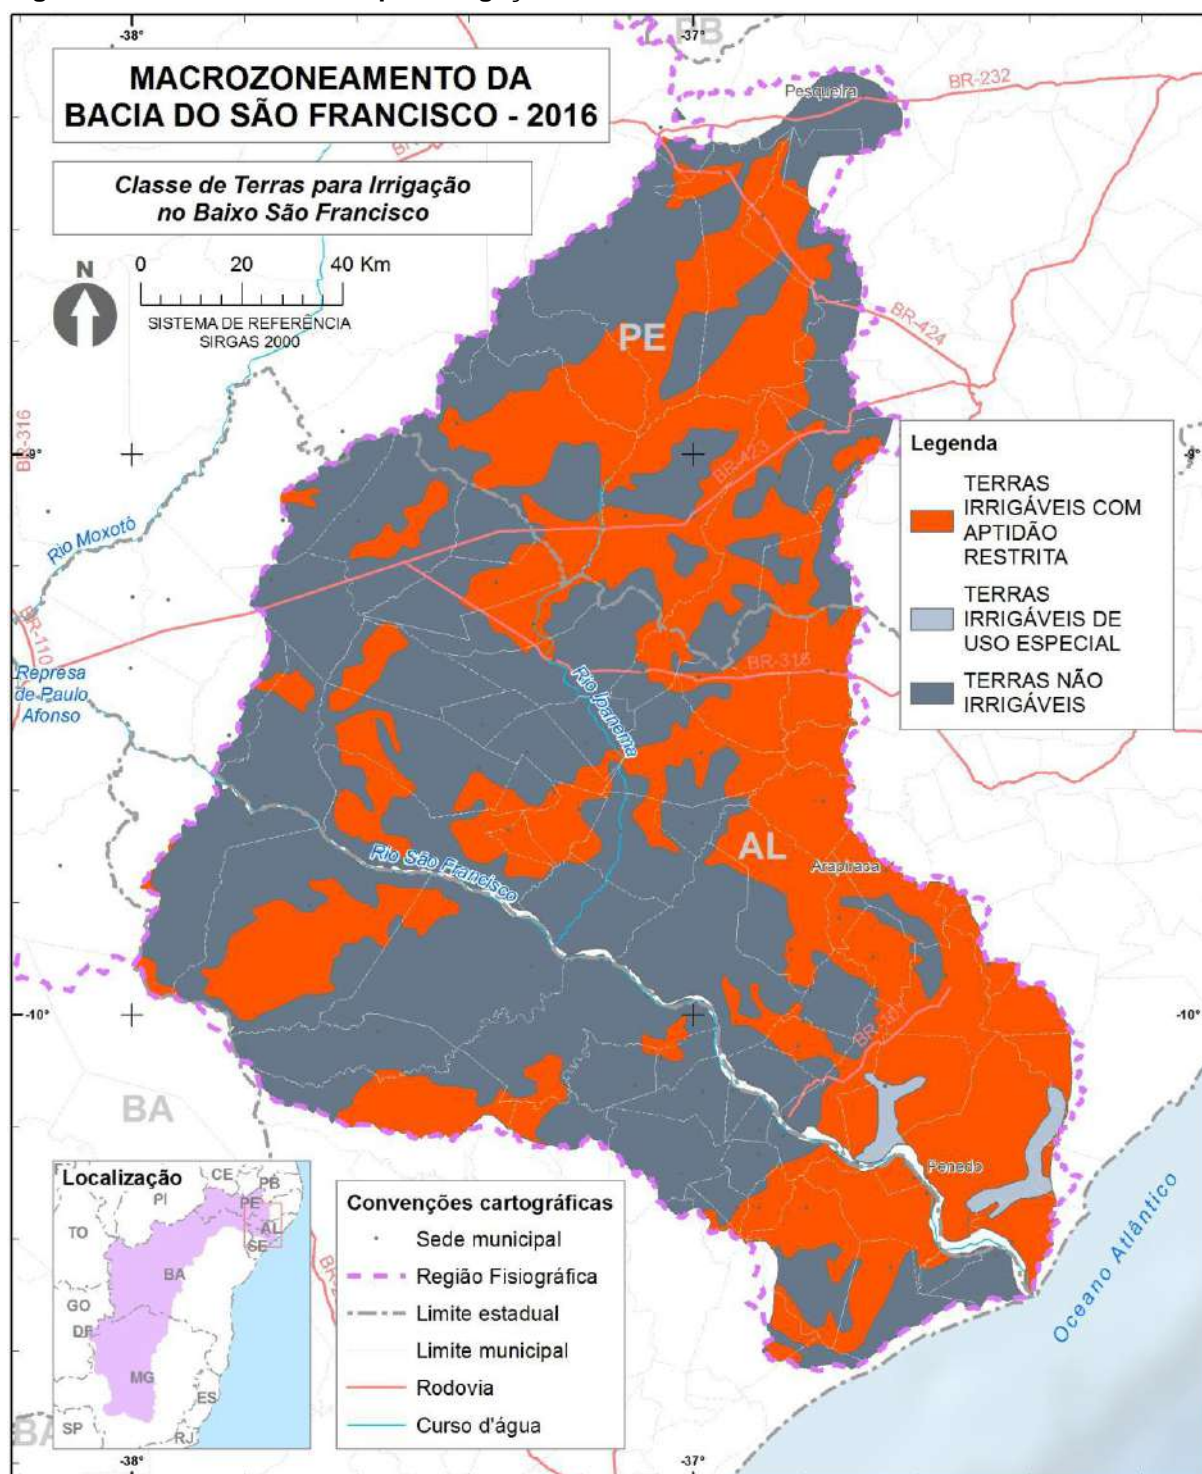 -38°
-37°
PB
MACROZONEAMENTO DA
BACIA DO SÃO FRANCISCO - 2016
Classe de Terras para Irrigação
no Baixo São Francisco
N
0 20 40 Km
SISTEMA DE REFERÊNCIA
SIRGAS 2000
Pesqueira
BR-232
BR-424
PE
BR-316
-9°
-9°
BR-423
Rio Moxotó
BR-110
Represa
de Paulo
Afonso
BR-316
Rio Ipanema
Legenda
TERRAS
IRRIGÁVEIS COM
APTIDÃO
RESTRITA
TERRAS
IRRIGÁVEIS DE
USO ESPECIAL
TERRAS NÃO
IRRIGÁVEIS
AL
Arapiraca
Rio São Francisco
-10°
-10°
BR-101
BA
Penedo
Oceano Atlântico
Localização
CE
PB
PI
PE
AL
TO
SE
BA
GO
DF
MG
ES
SP
RJ
BA
Convenções cartográficas
Sede municipal
Região Fisiográfica
Limite estadual
Limite municipal
Rodovia
Curso d'água
-38°
-37°